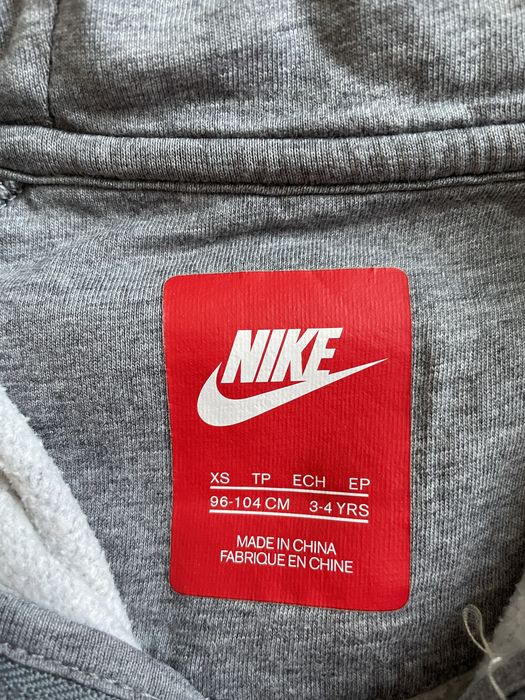 NIKE
XS TP ECH EP
96-104 CM 3-4 YRS
MADE IN CHINA
FABRIQUE EN CHINE